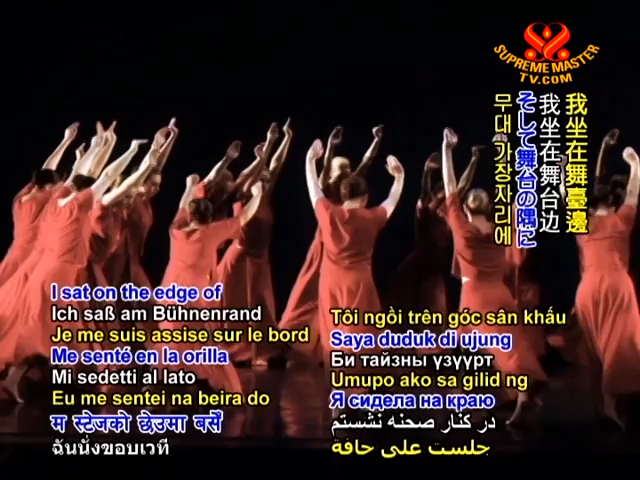 SUPREME MASTER
TV.COM
我坐在舞臺邊
我坐在舞台边
そして舞台の隅に
무대 가장자리에
I sat on the edge of
Ich saß am Bühnenrand
Je me suis assise sur le bord
Me senté en la orilla
Mi sedetti al lato
Eu me sentei na beira do
म स्टेजको छेउमा बसेँ
ฉันนั่งขอบเวที
Tôi ngồi trên góc sân khấu
Saya duduk di ujung
Би тайзны үзүүрт
Umupo ako sa gilid ng
Я сидела на краю
در کنار صحنه نشستم
جلست على حافة